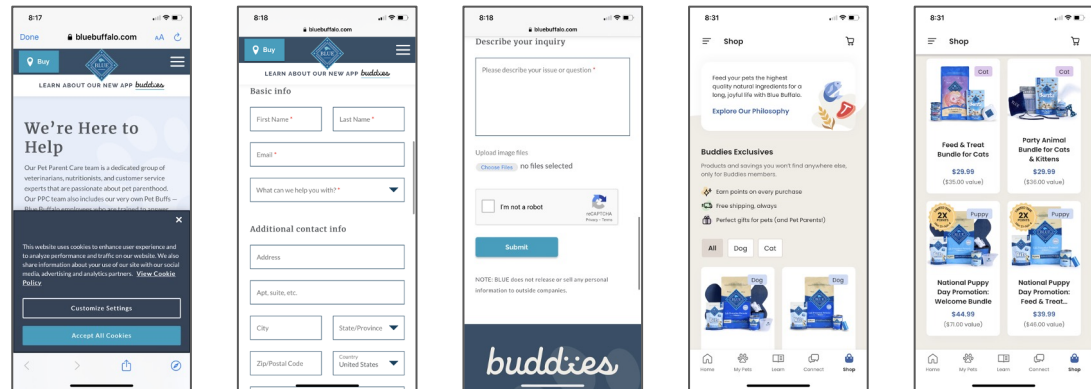 8:17
Done
bluebuffalo.com
AA
Buy
BLUE
LEARN ABOUT OUR NEW APP buddies
We're Here to
Help
Our Pet Parent Care team is a dedicated group of
veterinarians, nutritionists, and customer service
experts that are passionate about pet parenthood.
Our PPC team also includes our very own Pet Buffs —
Blue Buffalo employees who are trained to answer
This website uses cookies to enhance user experience and
to analyze performance and traffic on our website. We also
share information about your use of our site with our social
media, advertising and analytics partners. View Cookie
Policy
Customize Settings
Accept All Cookies
8:18
bluebuffalo.com
Buy
BLUE
LEARN ABOUT OUR NEW APP buddies
Basic info
First Name *
Last Name *
Email *
What can we help you with? *
Additional contact info
Address
Apt, suite, etc.
City
State/Province
Zip/Postal Code
Country
United States
8:18
bluebuffalo.com
Describe your inquiry
Please describe your issue or question *
Upload image files
Choose Files no files selected
I'm not a robot
reCAPTCHA
Privacy - Terms
Submit
NOTE: BLUE does not release or sell any personal
information to outside companies.
buddies
8:31
Shop
Feed your pets the highest
quality natural ingredients for a
long, joyful life with Blue Buffalo.
Explore Our Philosophy
Buddies Exclusives
Products and savings you won't find anywhere else,
only for Buddies members.
Earn points on every purchase
Free shipping, always
Perfect gifts for pets (and Pet Parents!)
All
Dog
Cat
Dog
Dog
Home
My Pets
Learn
Connect
Shop
8:31
Shop
Cat
Cat
Feed & Treat
Bundle for Cats
$29.99
($35.00 value)
Party Animal
Bundle for Cats
& Kittens
$29.99
($36.00 value)
2X
Puppy
2X
Puppy
National Puppy
Day Promotion:
Welcome Bundle
$44.99
($71.00 value)
National Puppy
Day Promotion:
Feed & Treat...
$39.99
($46.00 value)
Home
My Pets
Learn
Connect
Shop